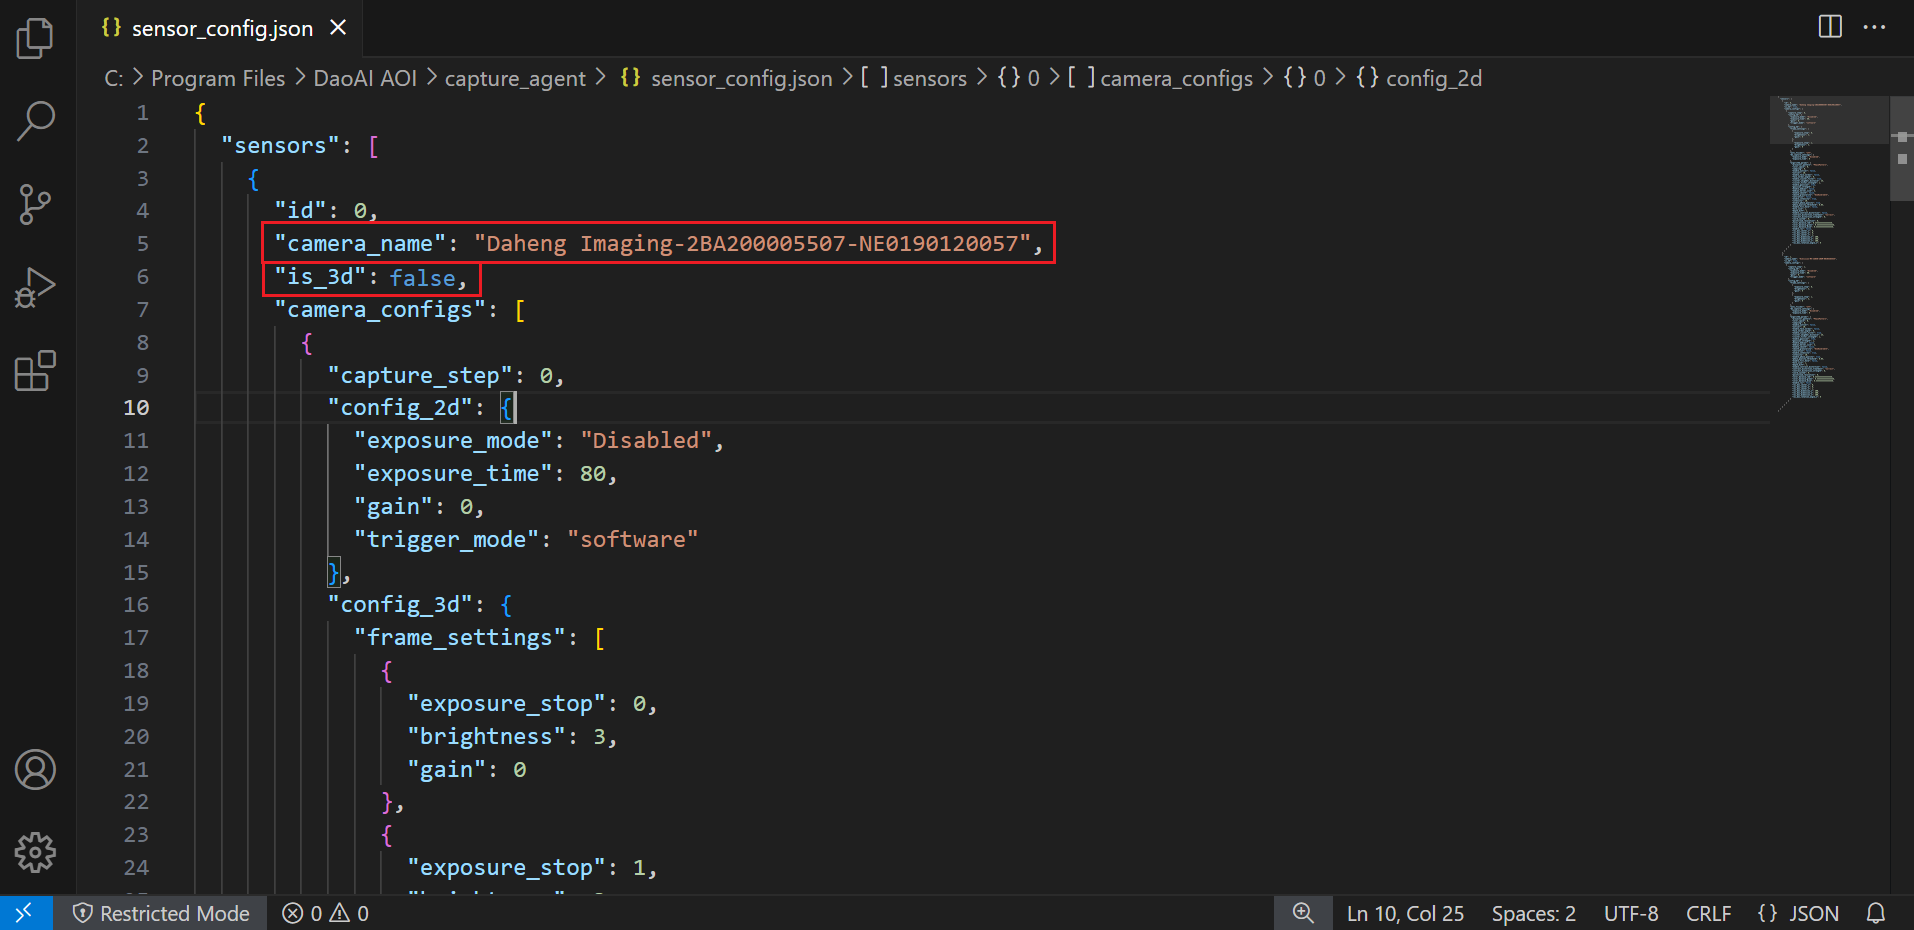 {} sensor_config.json ×
C: > Program Files > DaoAI AOI > capture_agent > {} sensor_config.json > [ ] sensors > {} 0 > [ ] camera_configs > {} 0 > {} config_2d
1 {
2 "sensors": [
3 {
4 "id": 0,
5 "camera_name": "Daheng Imaging-2BA200005507-NE0190120057",
6 "is_3d": false,
7 "camera_configs": [
8 {
9 "capture_step": 0,
10 "config_2d": {
11 "exposure_mode": "Disabled",
12 "exposure_time": 80,
13 "gain": 0,
14 "trigger_mode": "software"
15 },
16 "config_3d": {
17 "frame_settings": [
18 {
19 "exposure_stop": 0,
20 "brightness": 3,
21 "gain": 0
22 },
23 {
24 "exposure_stop": 1,
Restricted Mode 0 0 Ln 10, Col 25 Spaces: 2 UTF-8 CRLF {} JSON